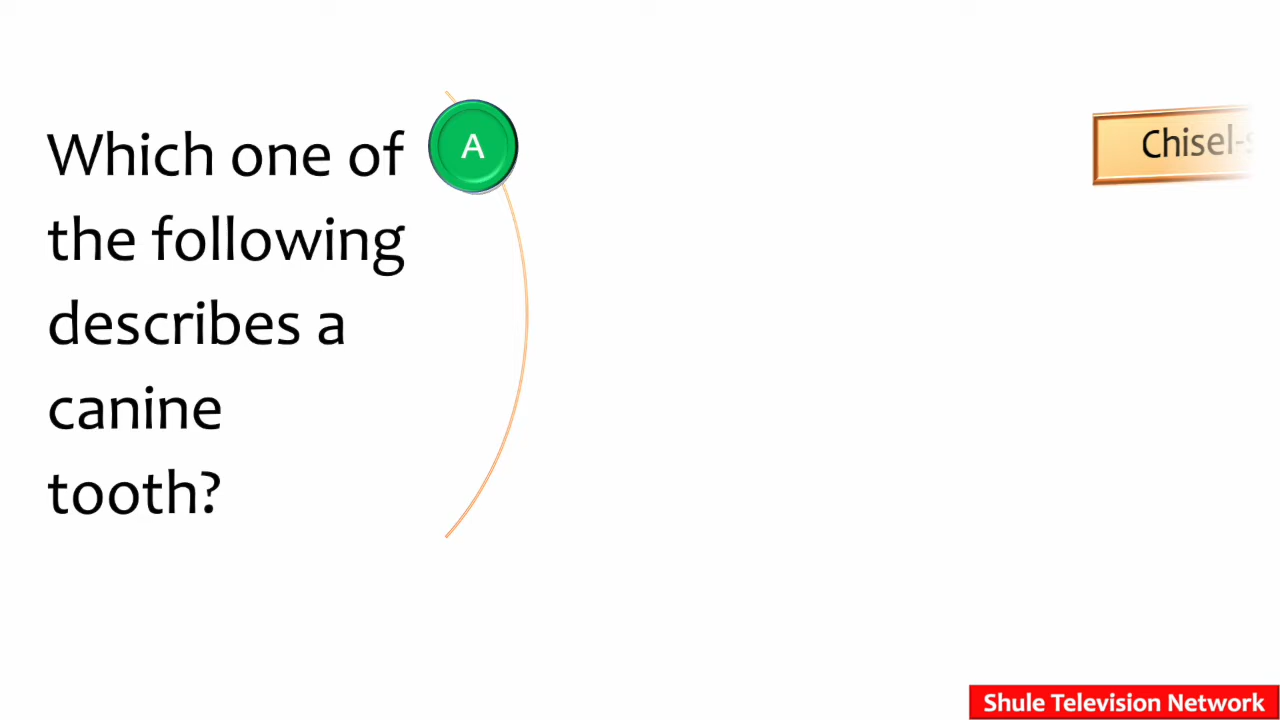 Which one of
the following
describes a
canine
tooth?
A
Chisel-
Shule Television Network